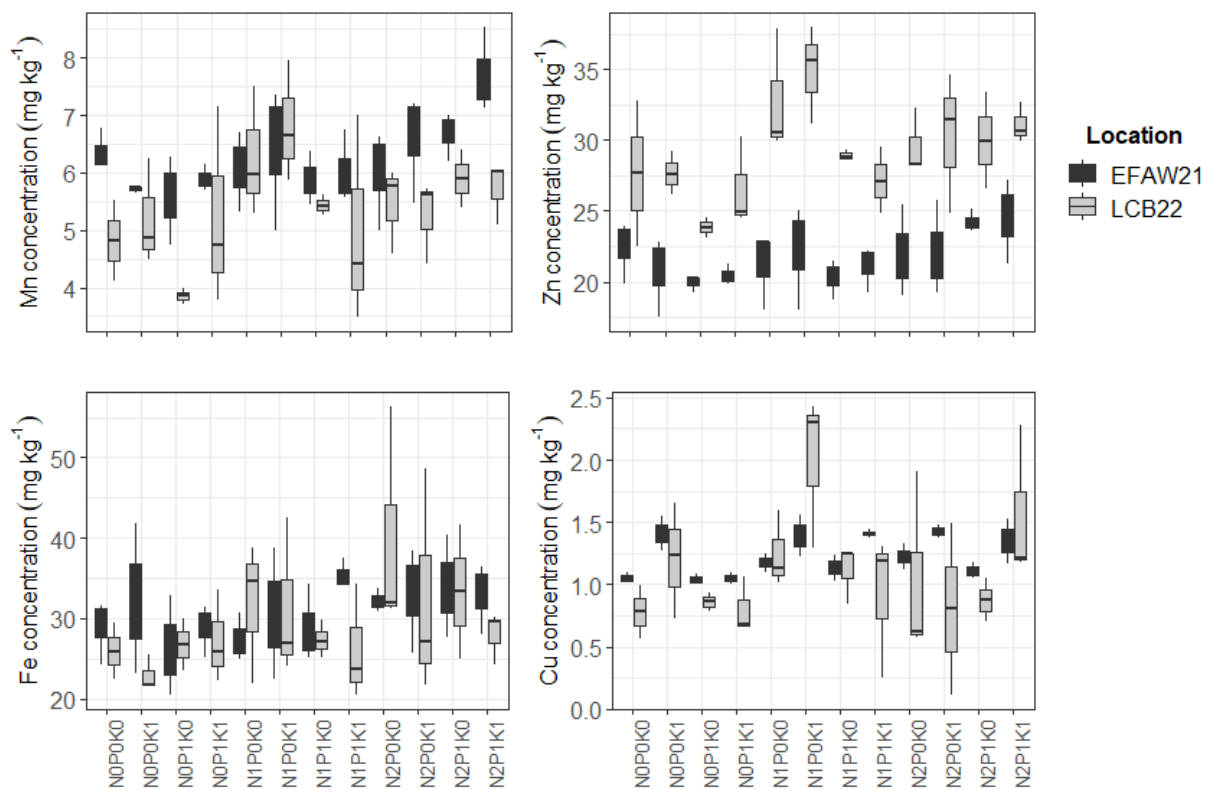 Mn concentration (mg kg⁻¹)
8
7
6
5
4
Zn concentration (mg kg⁻¹)
35
30
25
20
Location
EFAW21
LCB22
Fe concentration (mg kg⁻¹)
50
40
30
20
N0P0K0
N0P0K1
N0P1K0
N0P1K1
N1P0K0
N1P0K1
N1P1K0
N1P1K1
N2P0K0
N2P0K1
N2P1K0
N2P1K1
Cu concentration (mg kg⁻¹)
2.5
2.0
1.5
1.0
0.5
0.0
N0P0K0
N0P0K1
N0P1K0
N0P1K1
N1P0K0
N1P0K1
N1P1K0
N1P1K1
N2P0K0
N2P0K1
N2P1K0
N2P1K1